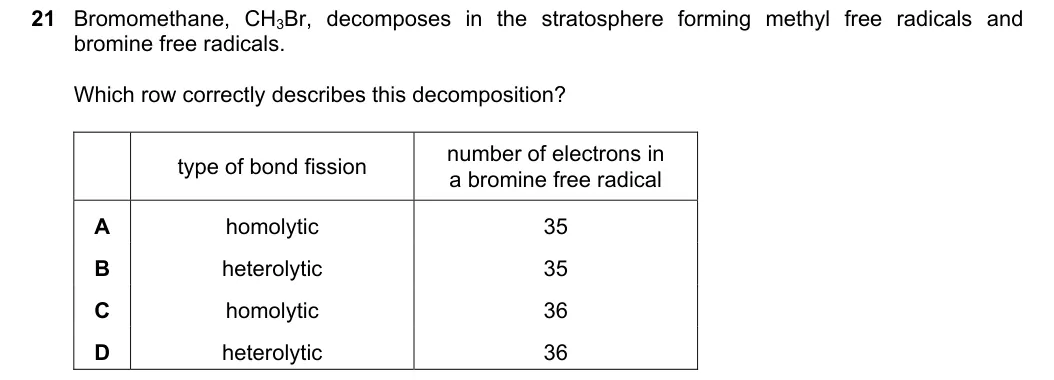 21 Bromomethane, CH₃Br, decomposes in the stratosphere forming methyl free radicals and
bromine free radicals.
Which row correctly describes this decomposition?
type of bond fission number of electrons in
a bromine free radical
A homolytic 35
B heterolytic 35
C homolytic 36
D heterolytic 36